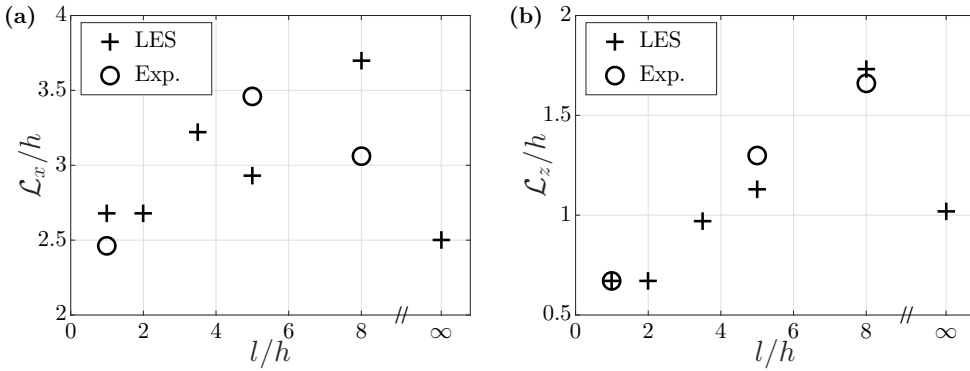 (a)
4
3.5
3
2.5
2
ℒx/h
LES
Exp.
0 2 4 6 8 // ∞
l/h
(b)
2
1.5
1
0.5
ℒz/h
LES
Exp.
0 2 4 6 8 // ∞
l/h